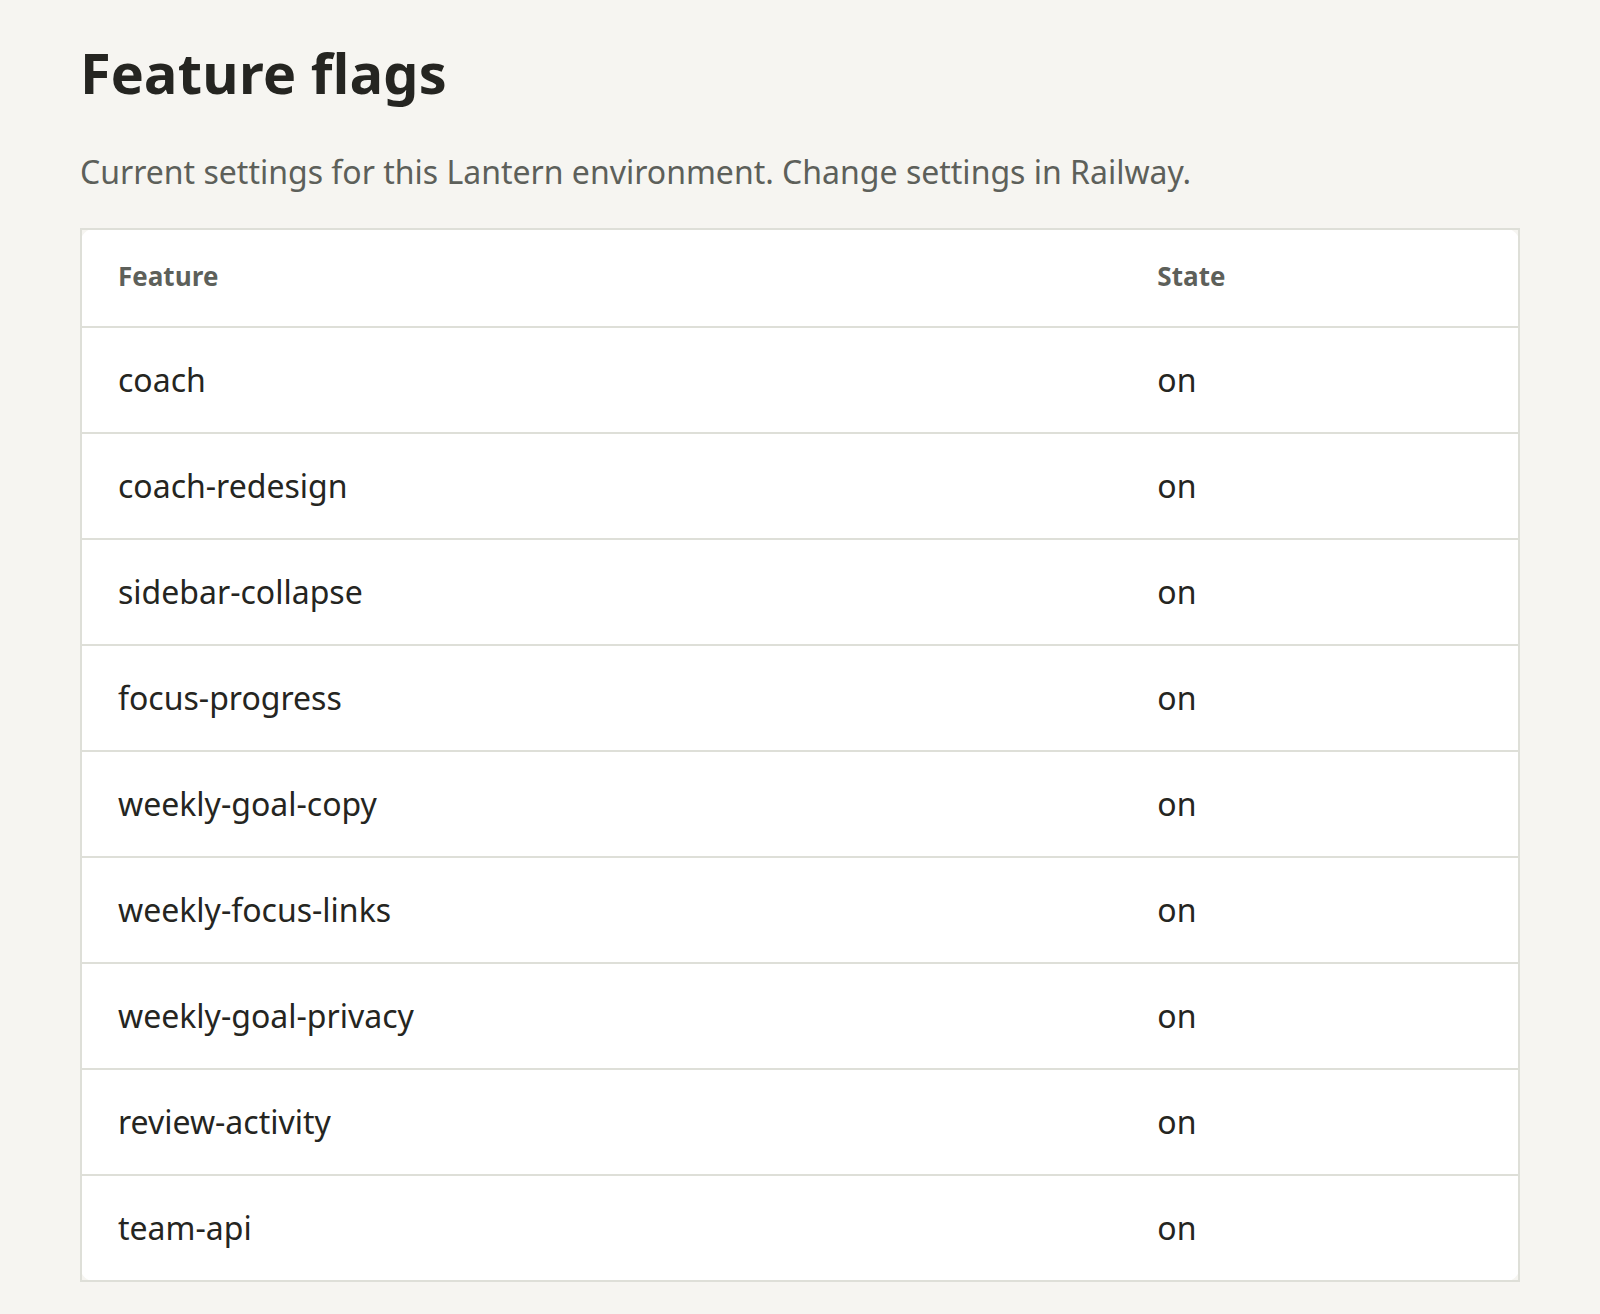 Feature flags
Current settings for this Lantern environment. Change settings in Railway.
Feature State
coach on
coach-redesign on
sidebar-collapse on
focus-progress on
weekly-goal-copy on
weekly-focus-links on
weekly-goal-privacy on
review-activity on
team-api on